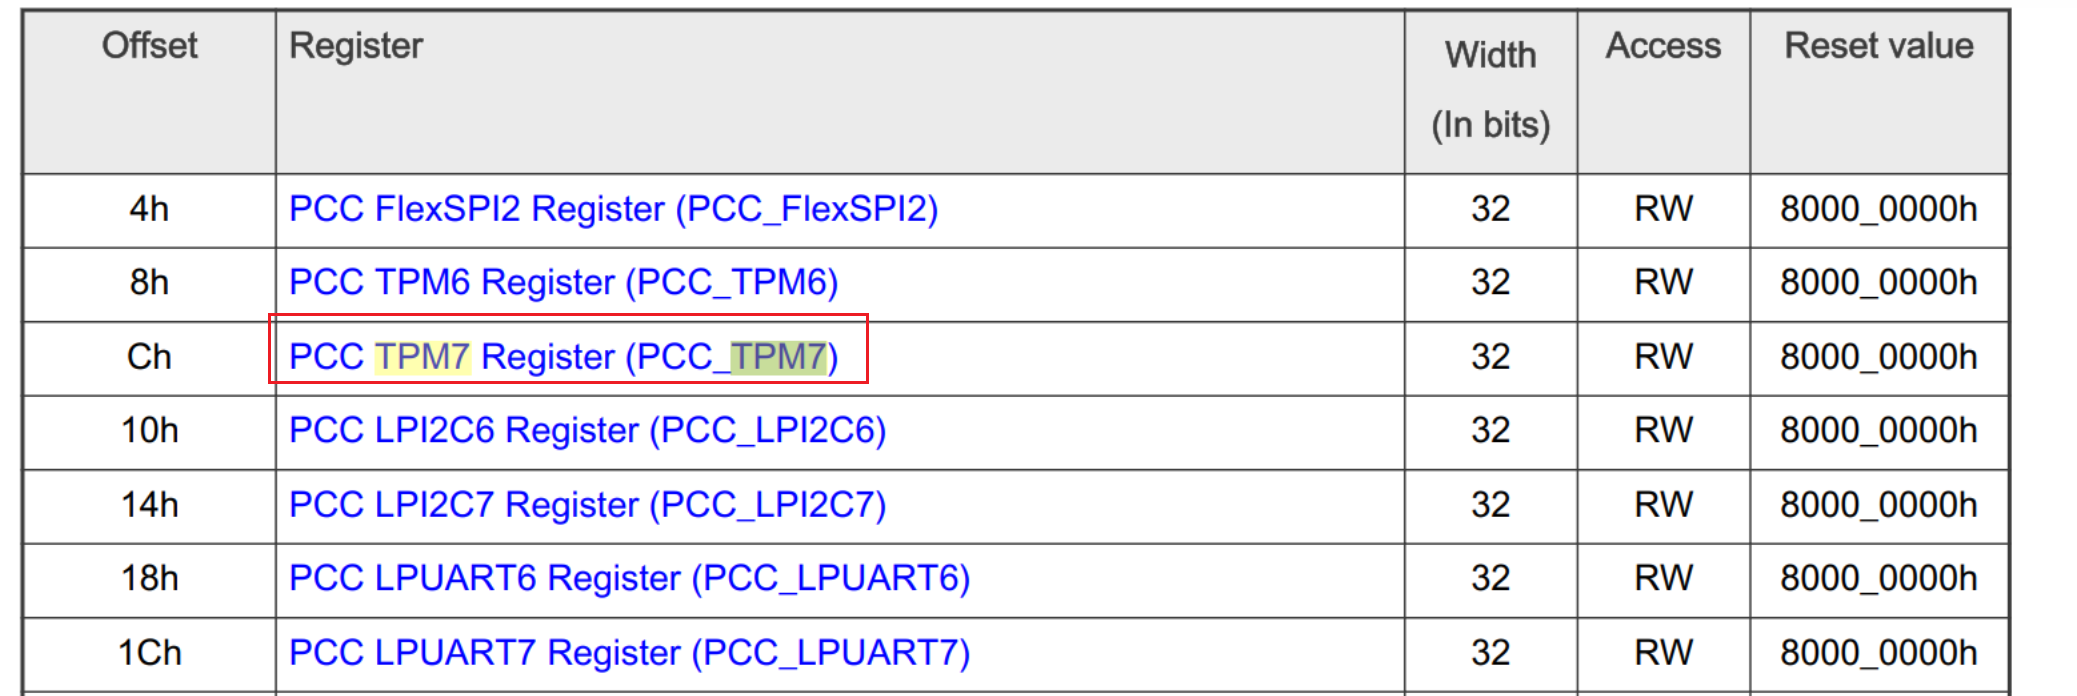 Offset Register Width (In bits) Access Reset value
4h PCC FlexSPI2 Register (PCC_FlexSPI2) 32 RW 8000_0000h
8h PCC TPM6 Register (PCC_TPM6) 32 RW 8000_0000h
Ch PCC TPM7 Register (PCC_TPM7) 32 RW 8000_0000h
10h PCC LPI2C6 Register (PCC_LPI2C6) 32 RW 8000_0000h
14h PCC LPI2C7 Register (PCC_LPI2C7) 32 RW 8000_0000h
18h PCC LPUART6 Register (PCC_LPUART6) 32 RW 8000_0000h
1Ch PCC LPUART7 Register (PCC_LPUART7) 32 RW 8000_0000h